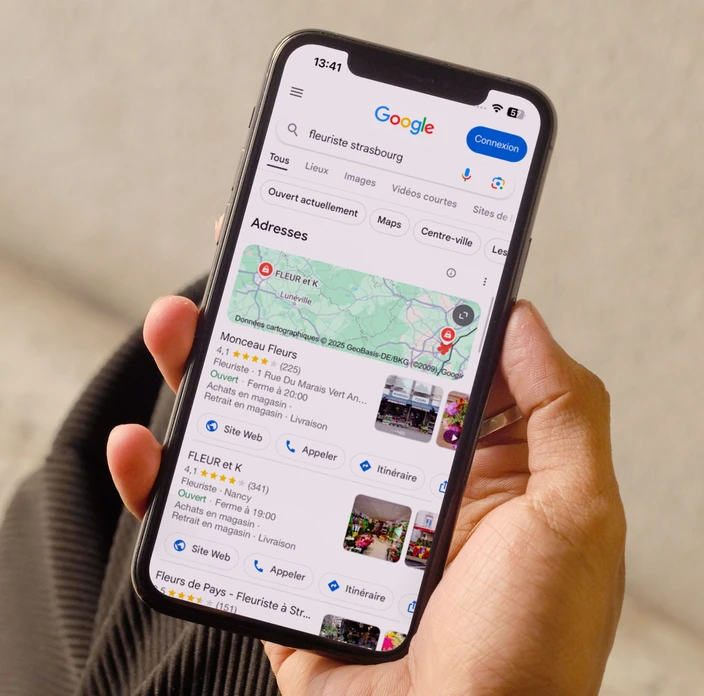 13:41
Google
Connexion
fleuriste strasbourg
Tous Lieux Images Vidéos courtes Sites de
Ouvert actuellement Maps Centre-ville Les
Adresses
FLEUR et K
Lunéville
Données cartographiques © 2025 GeoBasis-DE/BKG (©2009), Google
Monceau Fleurs
4,1 (225)
Fleuriste · 1 Rue Du Marais Vert An...
Ouvert · Ferme à 20:00
Achats en magasin ·
Retrait en magasin · Livraison
Site Web Appeler Itinéraire
FLEUR et K
4,1 (341)
Fleuriste · Nancy
Ouvert · Ferme à 19:00
Achats en magasin ·
Retrait en magasin · Livraison
Site Web Appeler Itinéraire
Fleurs de Pays - Fleuriste à Str...
(151)